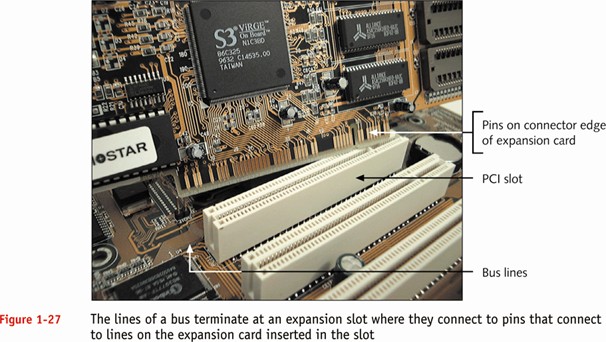 S3 ViRGE
On Board
N1C3BD
86C325
9632 C14535.00
TAIWAN
OSTAR
Pins on connector edge
of expansion card
PCI slot
Bus lines
Figure 1-27
The lines of a bus terminate at an expansion slot where they connect to pins that connect
to lines on the expansion card inserted in the slot